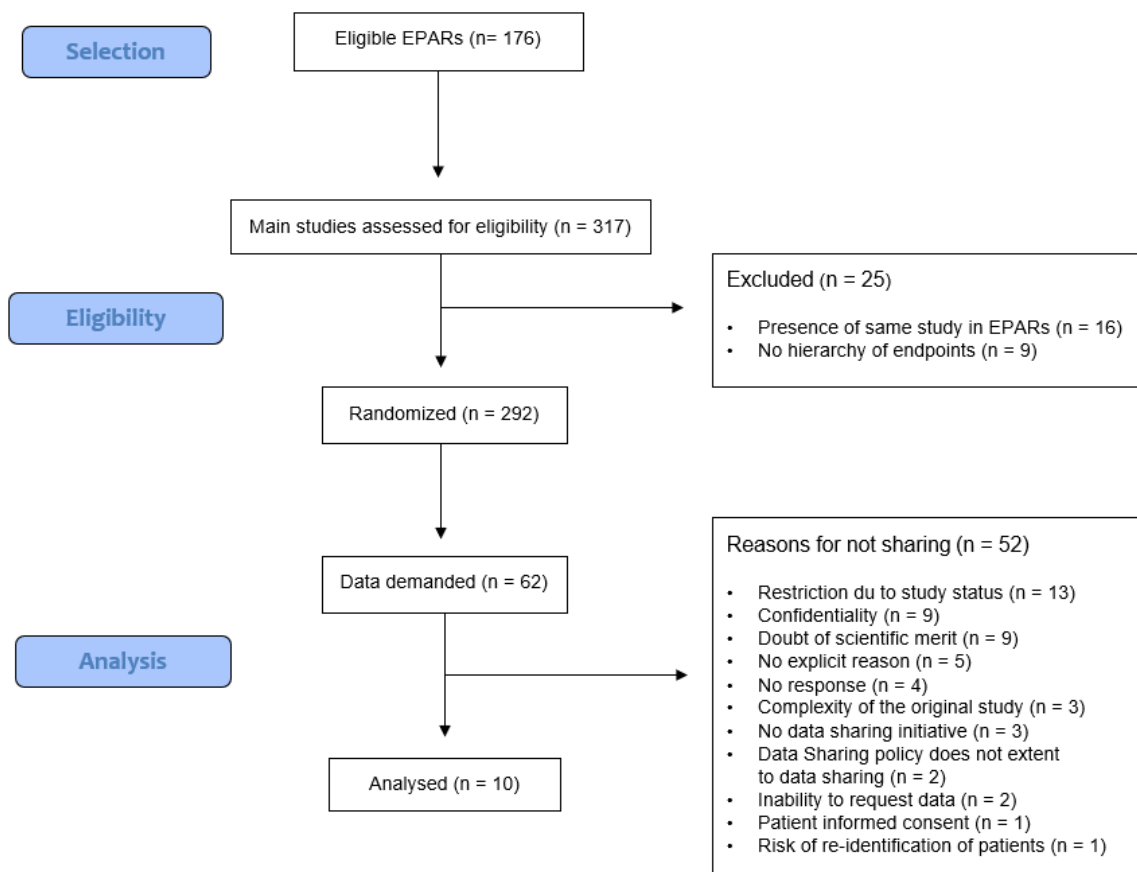 Selection
Eligible EPARs (n= 176)
Main studies assessed for eligibility (n = 317)
Eligibility
Excluded (n = 25)
• Presence of same study in EPARs (n = 16)
• No hierarchy of endpoints (n = 9)
Randomized (n = 292)
Data demanded (n = 62)
Reasons for not sharing (n = 52)
• Restriction du to study status (n = 13)
• Confidentiality (n = 9)
• Doubt of scientific merit (n = 9)
• No explicit reason (n = 5)
• No response (n = 4)
• Complexity of the original study (n = 3)
• No data sharing initiative (n = 3)
• Data Sharing policy does not extent
to data sharing (n = 2)
• Inability to request data (n = 2)
• Patient informed consent (n = 1)
• Risk of re-identification of patients (n = 1)
Analysis
Analysed (n = 10)